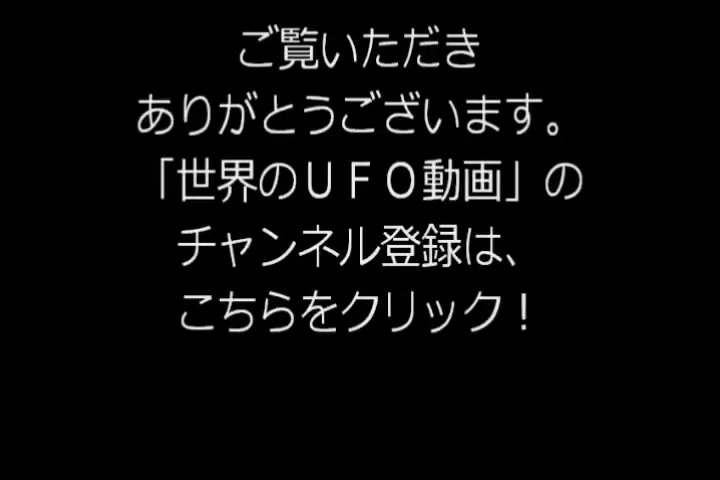 ご覧いただき
ありがとうございます。
「世界のＵＦＯ動画」の
チャンネル登録は、
こちらをクリック！